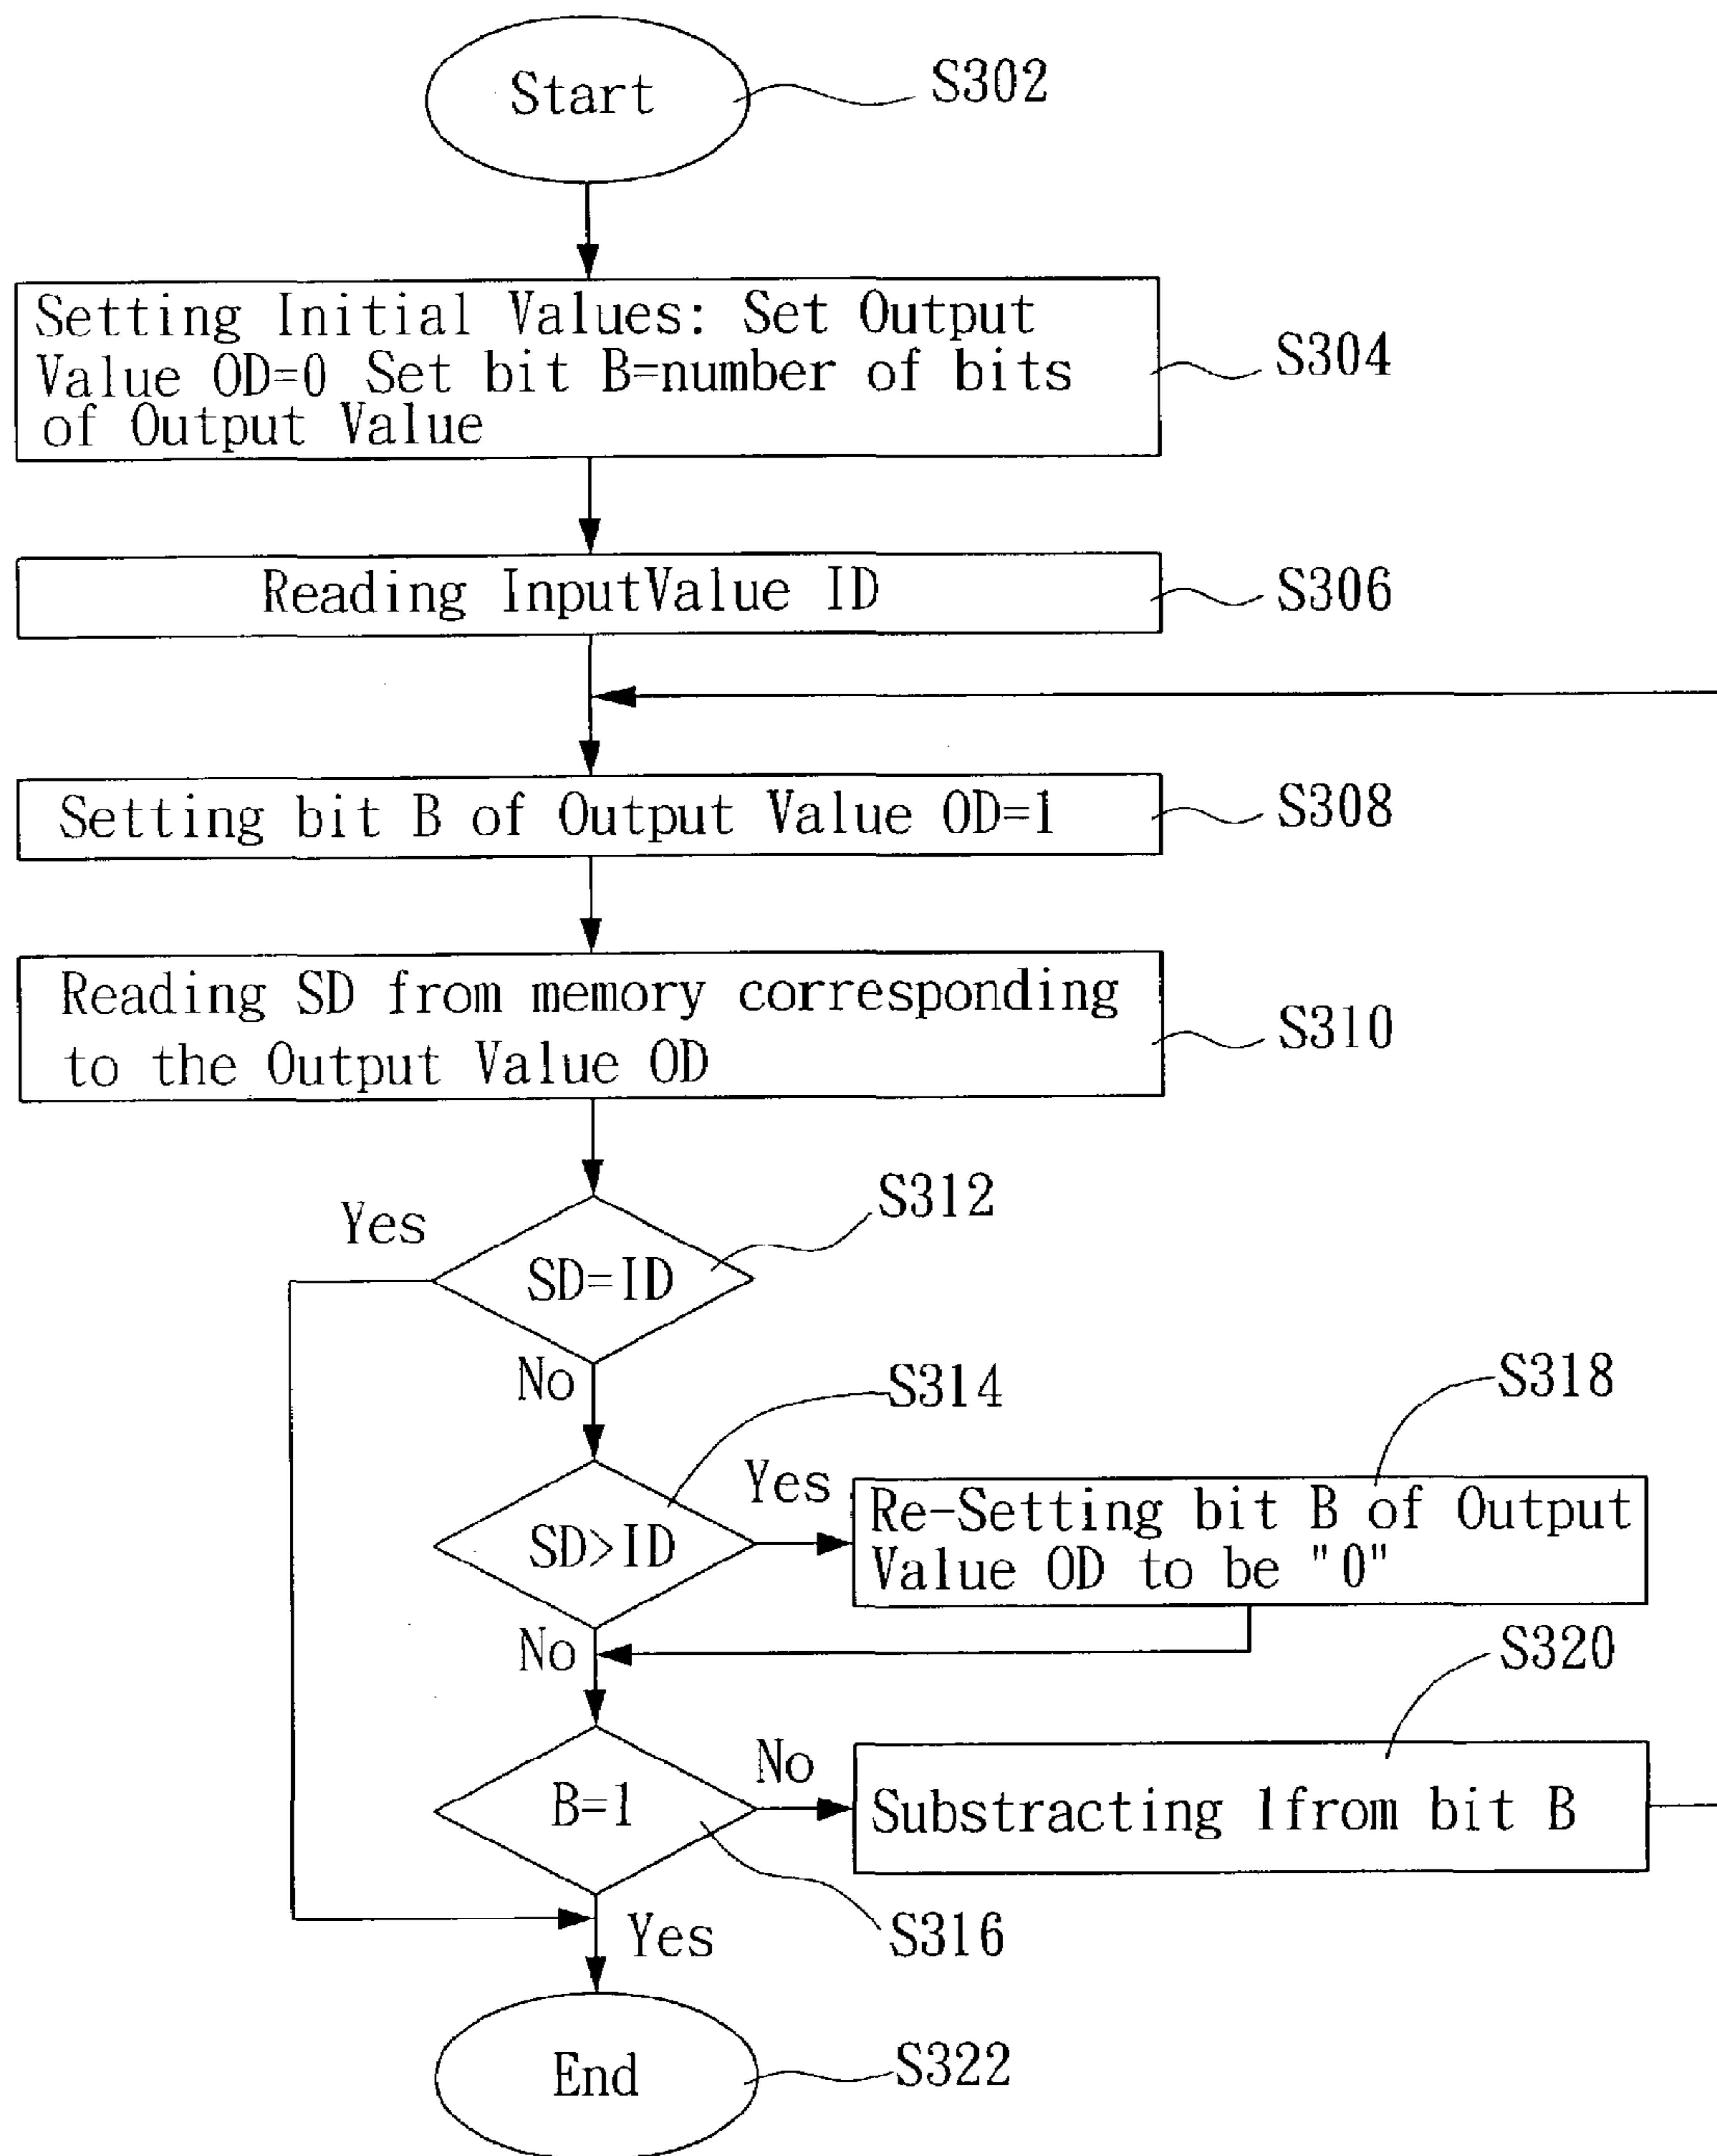 Start
S302
Setting Initial Values: Set Output
Value OD=0 Set bit B=number of bits
of Output Value
S304
Reading InputValue ID
S306
Setting bit B of Output Value OD=1
S308
Reading SD from memory corresponding
to the Output Value OD
S310
Yes
SD=ID
S312
No
SD>ID
S314
Yes
Re-Setting bit B of Output
Value OD to be "0"
S318
No
B=1
S316
No
Substracting 1from bit B
S320
Yes
End
S322